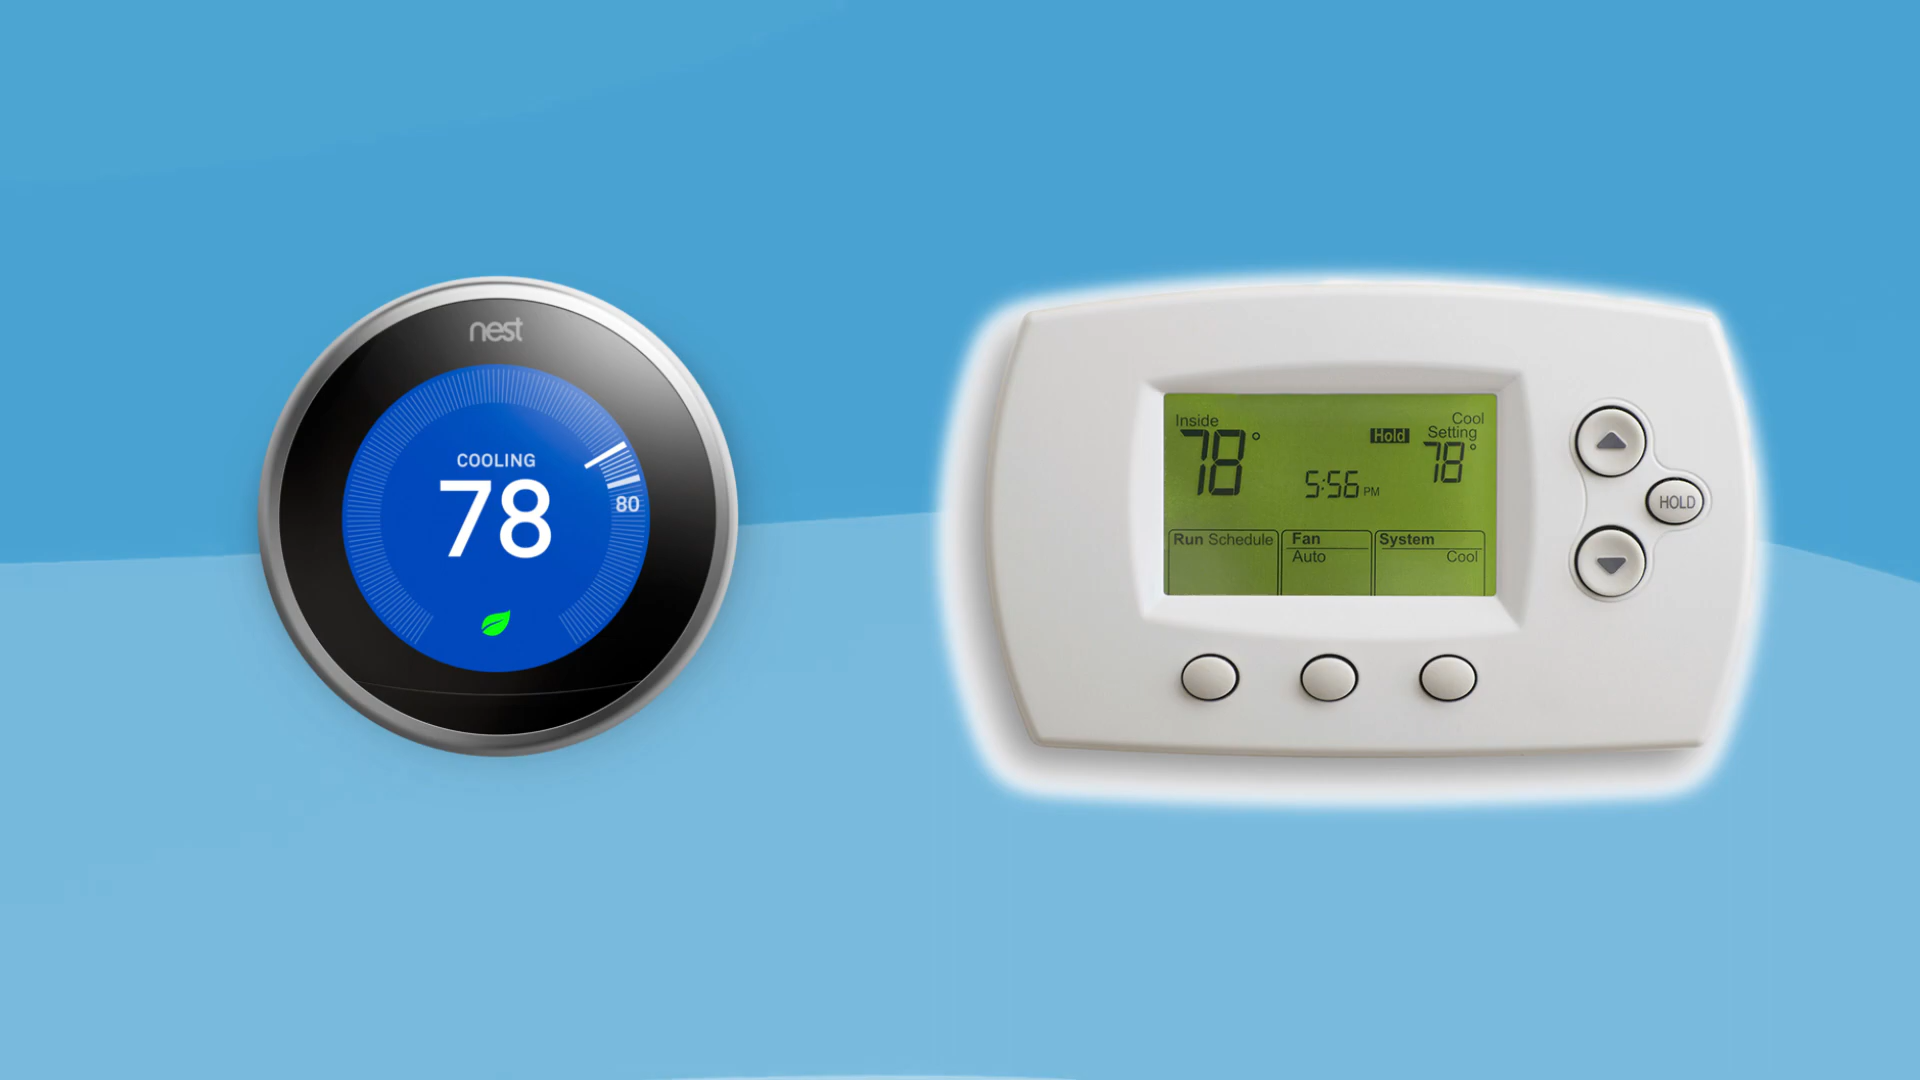 nest
COOLING
78
80
Inside
78°
Hold
Cool
Setting
78°
5:56 PM
Run Schedule
Fan
Auto
System
Cool
HOLD